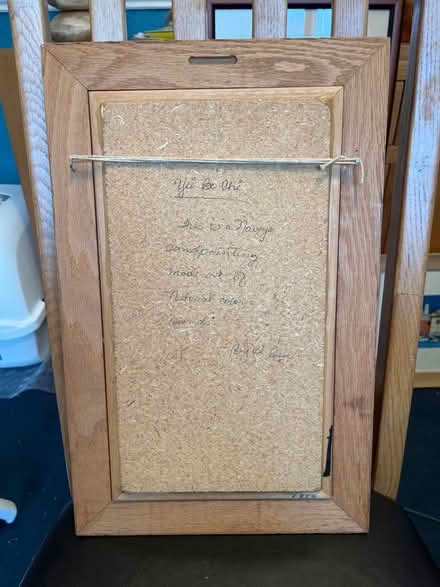 Yei be chi
This is a Navajo
sandpainting
made out of
Natural color
sands.